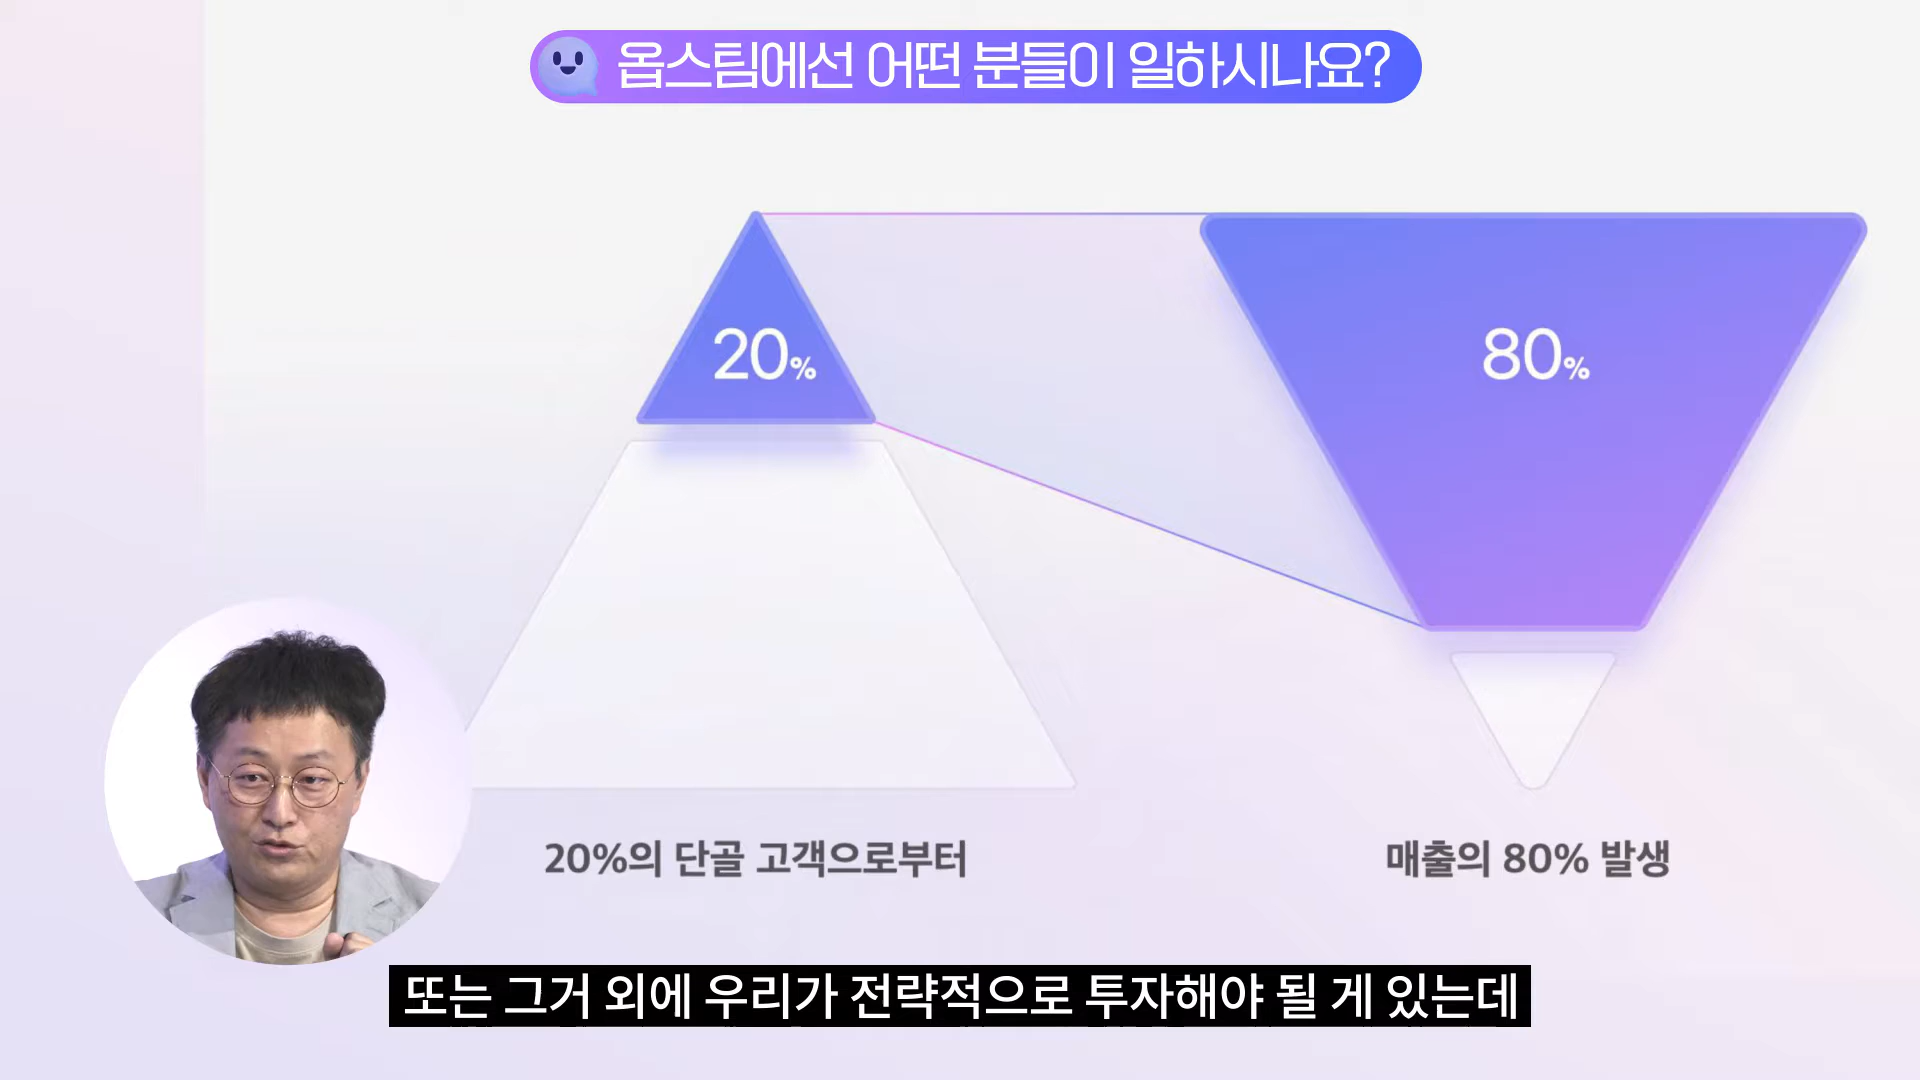 옵스팀에선 어떤 분들이 일하시나요?
20%
80%
20%의 단골 고객으로부터
매출의 80% 발생
또는 그거 외에 우리가 전략적으로 투자해야 될 게 있는데